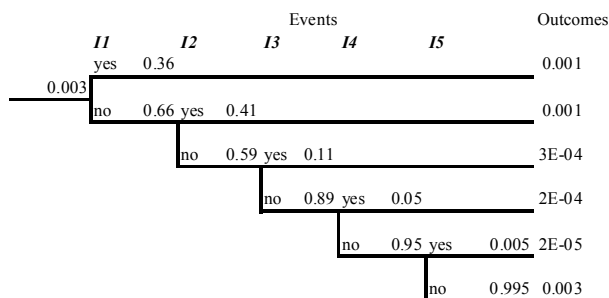 Events Outcomes
I1 I2 I3 I4 I5
yes 0.36 0.001
0.003
no 0.66 yes 0.41 0.001
no 0.59 yes 0.11 3E-04
no 0.89 yes 0.05 2E-04
no 0.95 yes 0.005 2E-05
no 0.995 0.003